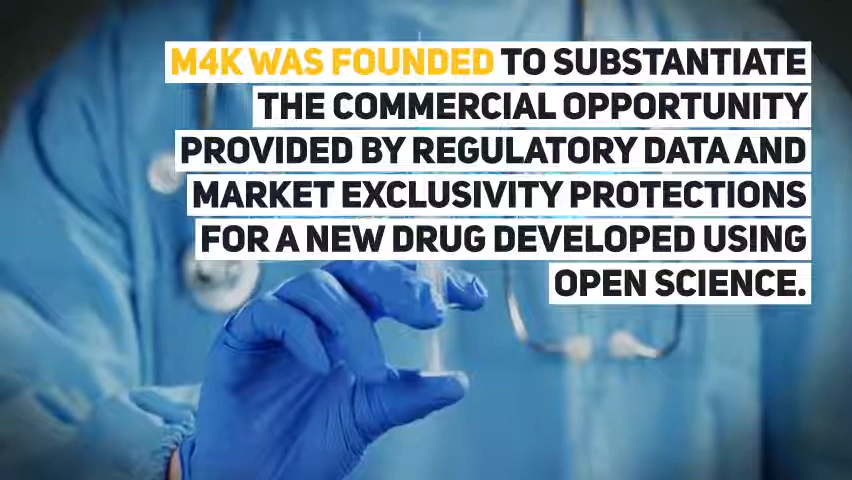 M4K WAS FOUNDED TO SUBSTANTIATE
THE COMMERCIAL OPPORTUNITY
PROVIDED BY REGULATORY DATA AND
MARKET EXCLUSIVITY PROTECTIONS
FOR A NEW DRUG DEVELOPED USING
OPEN SCIENCE.